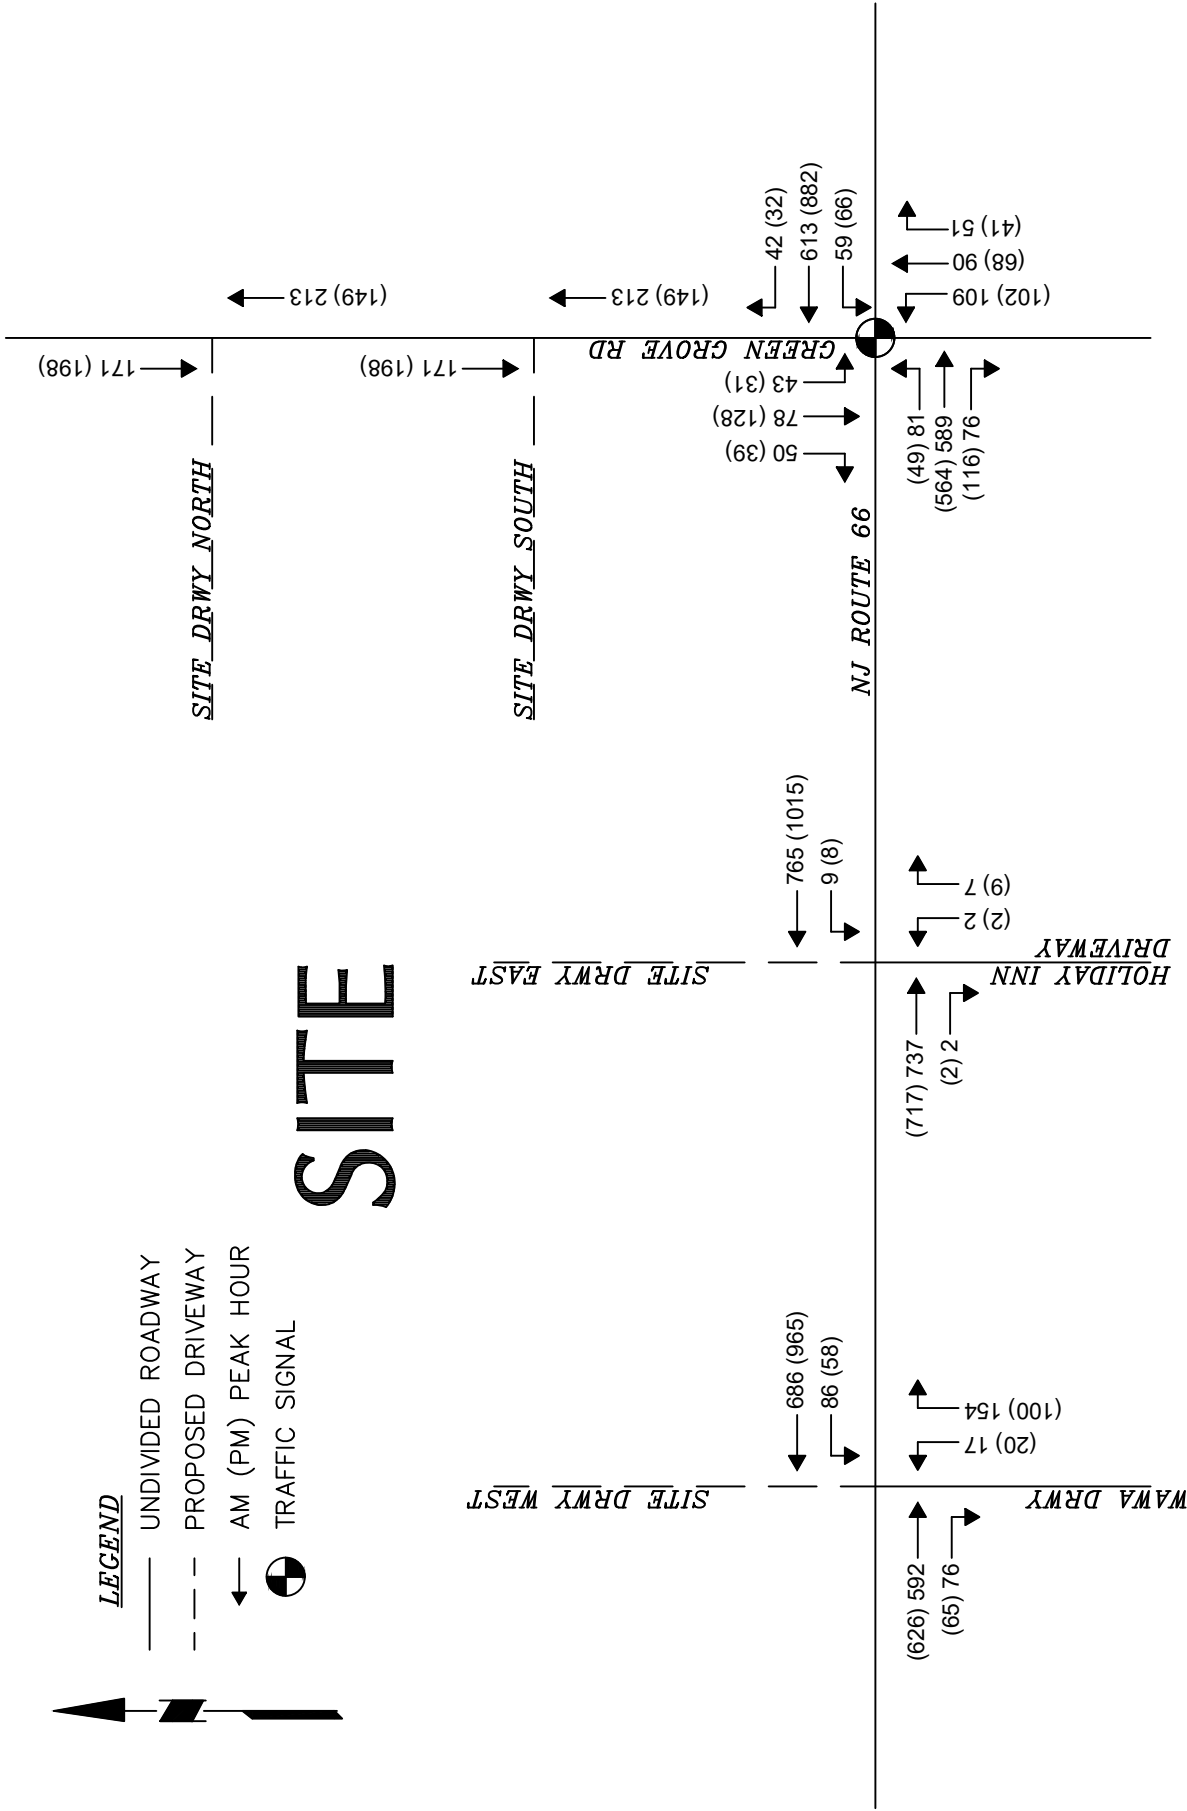 LEGEND
UNDIVIDED ROADWAY
PROPOSED DRIVEWAY
AM (PM) PEAK HOUR
TRAFFIC SIGNAL
SITE
SITE DRWY NORTH
171 (198)
(149) 213
SITE DRWY SOUTH
171 (198)
(149) 213
SITE DRWY WEST
686 (965)
86 (58)
(626) 592
(65) 76
(20) 17
(100) 154
WAWA DRWY
SITE DRWY EAST
765 (1015)
9 (8)
(717) 737
(2) 2
(2) 2
(9) 7
HOLIDAY INN
DRIVEWAY
NJ ROUTE 66
GREEN GROVE RD
50 (39)
78 (128)
43 (31)
42 (32)
613 (882)
59 (66)
(49) 81
(564) 589
(116) 76
(102) 109
(68) 90
(41) 51